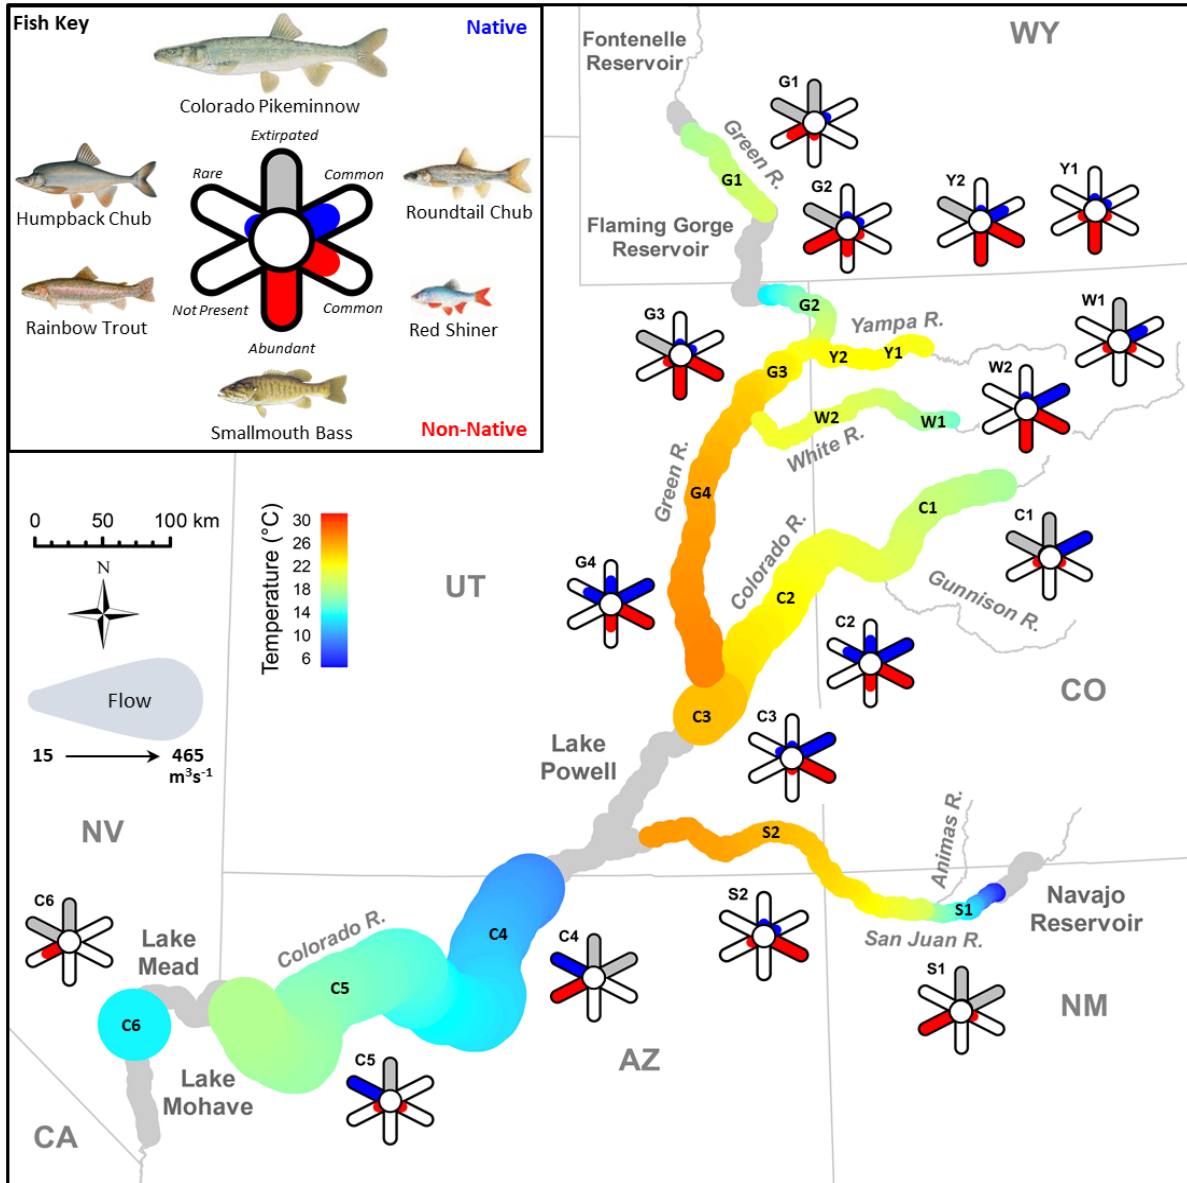 Fish Key
Native
Colorado Pikeminnow
Extirpated
Rare
Common
Humpback Chub
Roundtail Chub
Rainbow Trout
Not Present
Common
Red Shiner
Abundant
Smallmouth Bass
Non-Native
WY
Fontenelle
Reservoir
G1
Green R.
G1
Flaming Gorge
Reservoir
G2
Y2
Y1
G2
G3
Yampa R.
W1
G3
Y2
Y1
W2
W2
W1
White R.
Green R.
G4
C1
Colorado R.
C1
0 50 100 km
N
Temperature (°C)
30
26
22
18
14
10
6
UT
G4
C2
Gunnison R.
C2
CO
Flow
15
465
m³s⁻¹
C3
C3
Lake
Powell
NV
S2
Animas R.
S1
Navajo
Reservoir
San Juan R.
S2
S1
NM
C6
Lake
Mead
Colorado R.
C4
C4
C5
C6
AZ
C5
Lake
Mohave
CA